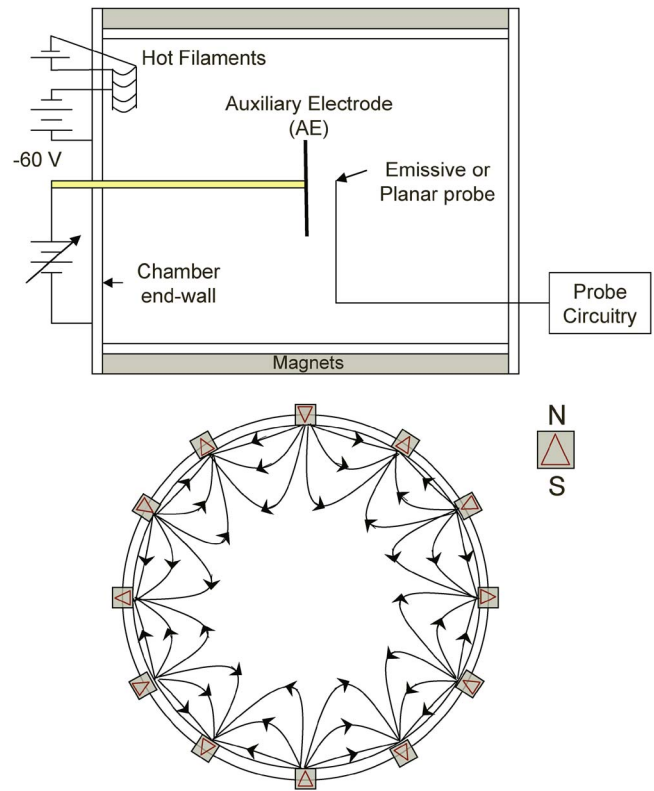 Hot Filaments
Auxiliary Electrode
(AE)
-60 V
Emissive or
Planar probe
Chamber
end-wall
Probe
Circuitry
Magnets
N
S